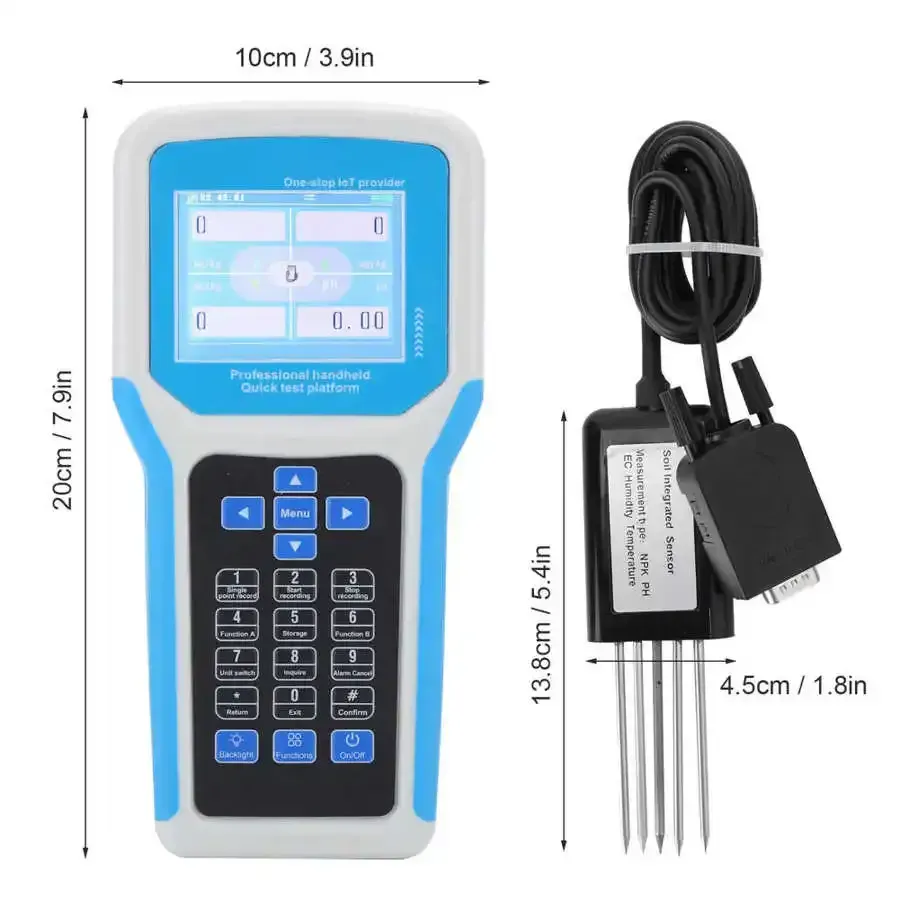 10cm / 3.9in
20cm / 7.9in
One-stop IoT provider
0
0
0
0.00
Professional handheld
Quick test platform
Menu
1
Single
point record
2
Start
recording
3
Stop
recording
4
Function A
5
Storage
6
Function B
7
Unit switch
8
Inquire
9
Alarm Cancel
*
Return
0
Exit
#
Confirm
Backlight
Functions
On/Off
Soil Integrated Sensor
Measurement type: NPK PH
EC Humidity Temperature
13.8cm / 5.4in
4.5cm / 1.8in